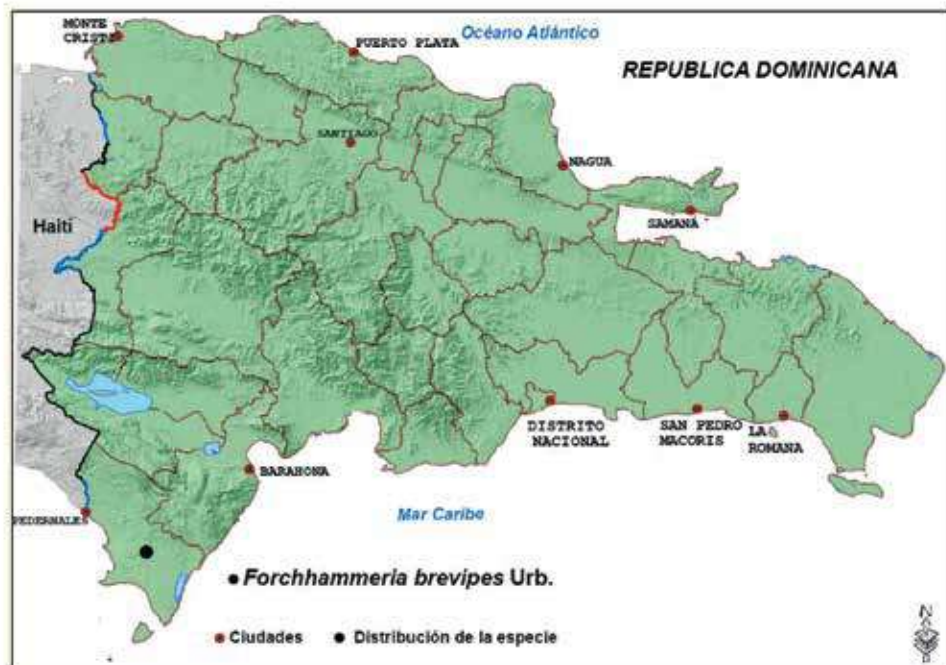 MONTE
CRISTI
PUERTO PLATA
Océano Atlántico
REPUBLICA DOMINICANA
SANTIAGO
NAGUA
SAMANÁ
Haití
DISTRITO
NACIONAL
SAN PEDRO
MACORIS
LA
ROMANA
BARAHONA
PEDERNALES
Mar Caribe
Forchhammeria brevipes Urb.
Ciudades
Distribución de la especie
N